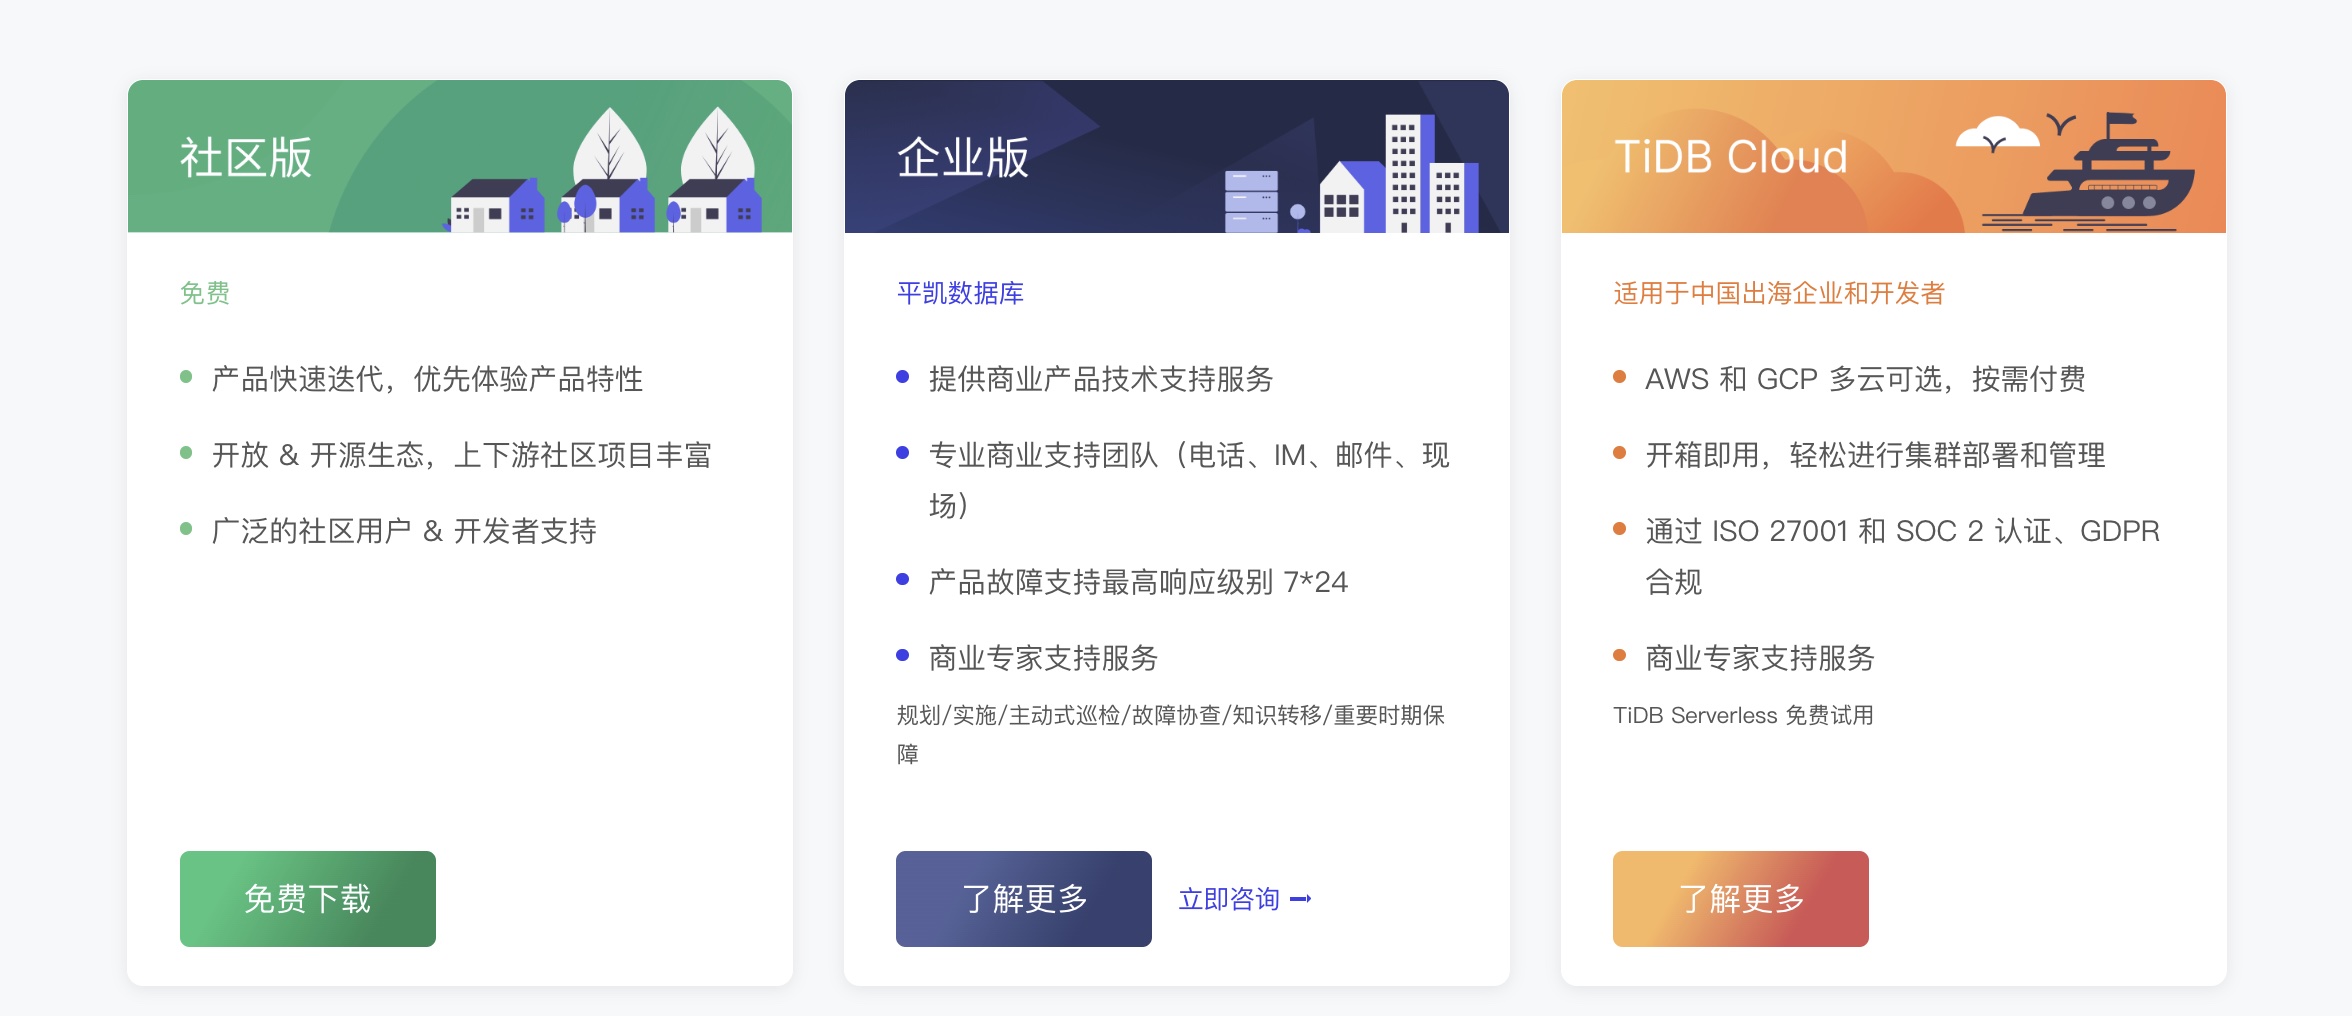 社区版
免费
产品快速迭代，优先体验产品特性
开放 & 开源生态，上下游社区项目丰富
广泛的社区用户 & 开发者支持
免费下载
企业版
平凯数据库
提供商业产品技术支持服务
专业商业支持团队（电话、IM、邮件、现
场）
产品故障支持最高响应级别 7*24
商业专家支持服务
规划/实施/主动式巡检/故障协查/知识转移/重要时期保
障
了解更多
立即咨询
TiDB Cloud
适用于中国出海企业和开发者
AWS 和 GCP 多云可选，按需付费
开箱即用，轻松进行集群部署和管理
通过 ISO 27001 和 SOC 2 认证、GDPR
合规
商业专家支持服务
TiDB Serverless 免费试用
了解更多